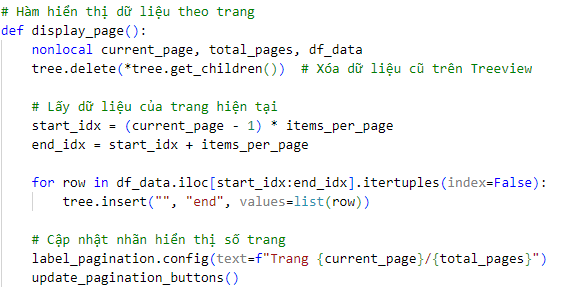 # Hàm hiển thị dữ liệu theo trang
def display_page():
    nonlocal current_page, total_pages, df_data
    tree.delete(*tree.get_children())  # Xóa dữ liệu cũ trên Treeview

    # Lấy dữ liệu của trang hiện tại
    start_idx = (current_page - 1) * items_per_page
    end_idx = start_idx + items_per_page

    for row in df_data.iloc[start_idx:end_idx].itertuples(index=False):
        tree.insert("", "end", values=list(row))

    # Cập nhật nhãn hiển thị số trang
    label_pagination.config(text=f"Trang {current_page}/{total_pages}")
    update_pagination_buttons()